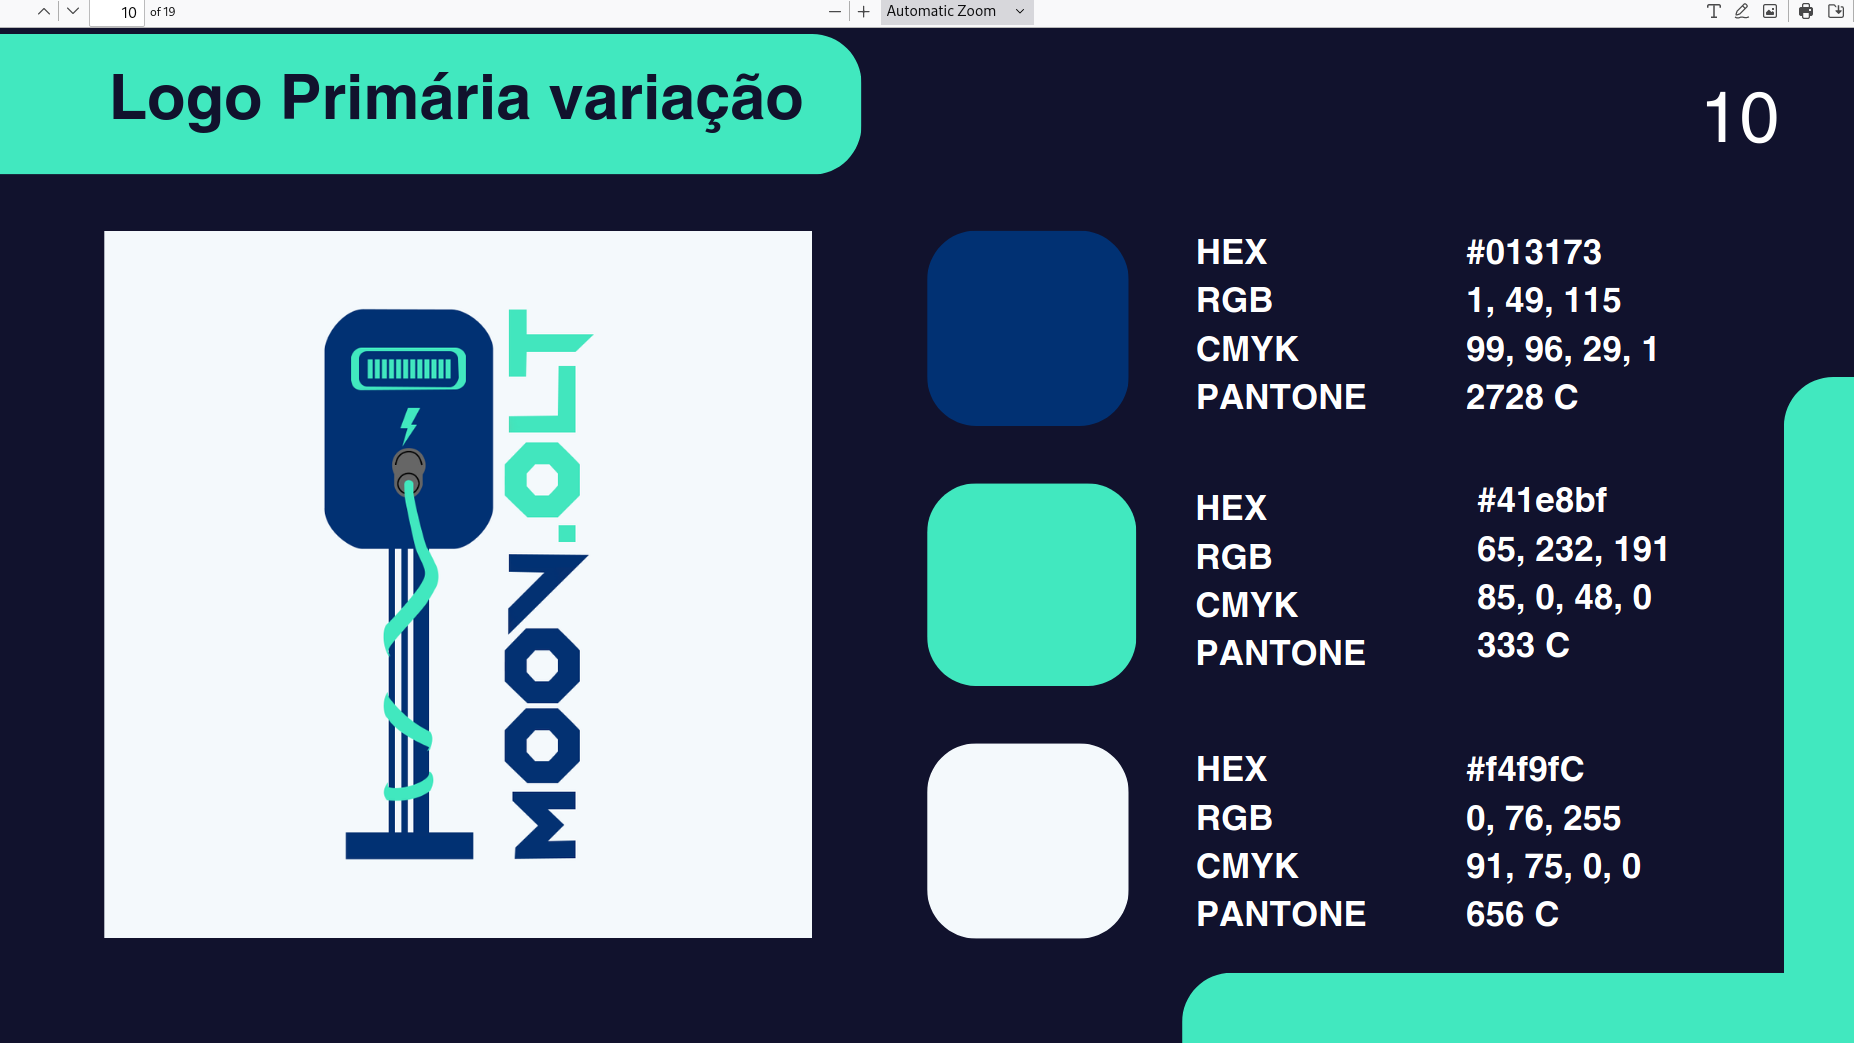 10 of 19
Automatic Zoom
Logo Primária variação
10
MOON.OLT
HEX #013173
RGB 1, 49, 115
CMYK 99, 96, 29, 1
PANTONE 2728 C
HEX #41e8bf
RGB 65, 232, 191
CMYK 85, 0, 48, 0
PANTONE 333 C
HEX #f4f9fC
RGB 0, 76, 255
CMYK 91, 75, 0, 0
PANTONE 656 C